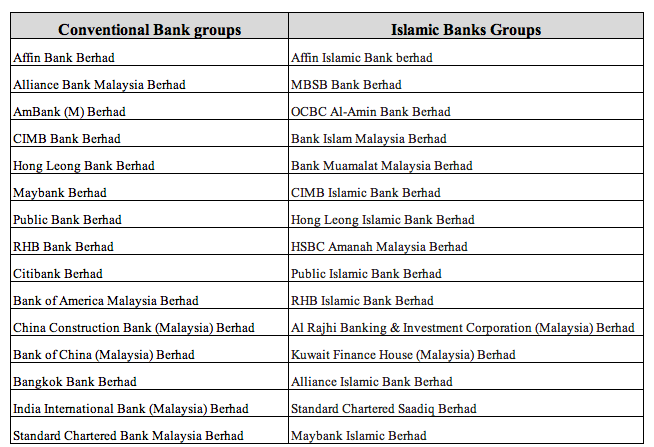 Conventional Bank groups Islamic Banks Groups
Affin Bank Berhad Affin Islamic Bank berhad
Alliance Bank Malaysia Berhad MBSB Bank Berhad
AmBank (M) Berhad OCBC Al-Amin Bank Berhad
CIMB Bank Berhad Bank Islam Malaysia Berhad
Hong Leong Bank Berhad Bank Muamalat Malaysia Berhad
Maybank Berhad CIMB Islamic Bank Berhad
Public Bank Berhad Hong Leong Islamic Bank Berhad
RHB Bank Berhad HSBC Amanah Malaysia Berhad
Citibank Berhad Public Islamic Bank Berhad
Bank of America Malaysia Berhad RHB Islamic Bank Berhad
China Construction Bank (Malaysia) Berhad Al Rajhi Banking & Investment Corporation (Malaysia) Berhad
Bank of China (Malaysia) Berhad Kuwait Finance House (Malaysia) Berhad
Bangkok Bank Berhad Alliance Islamic Bank Berhad
India International Bank (Malaysia) Berhad Standard Chartered Saadiq Berhad
Standard Chartered Bank Malaysia Berhad Maybank Islamic Berhad